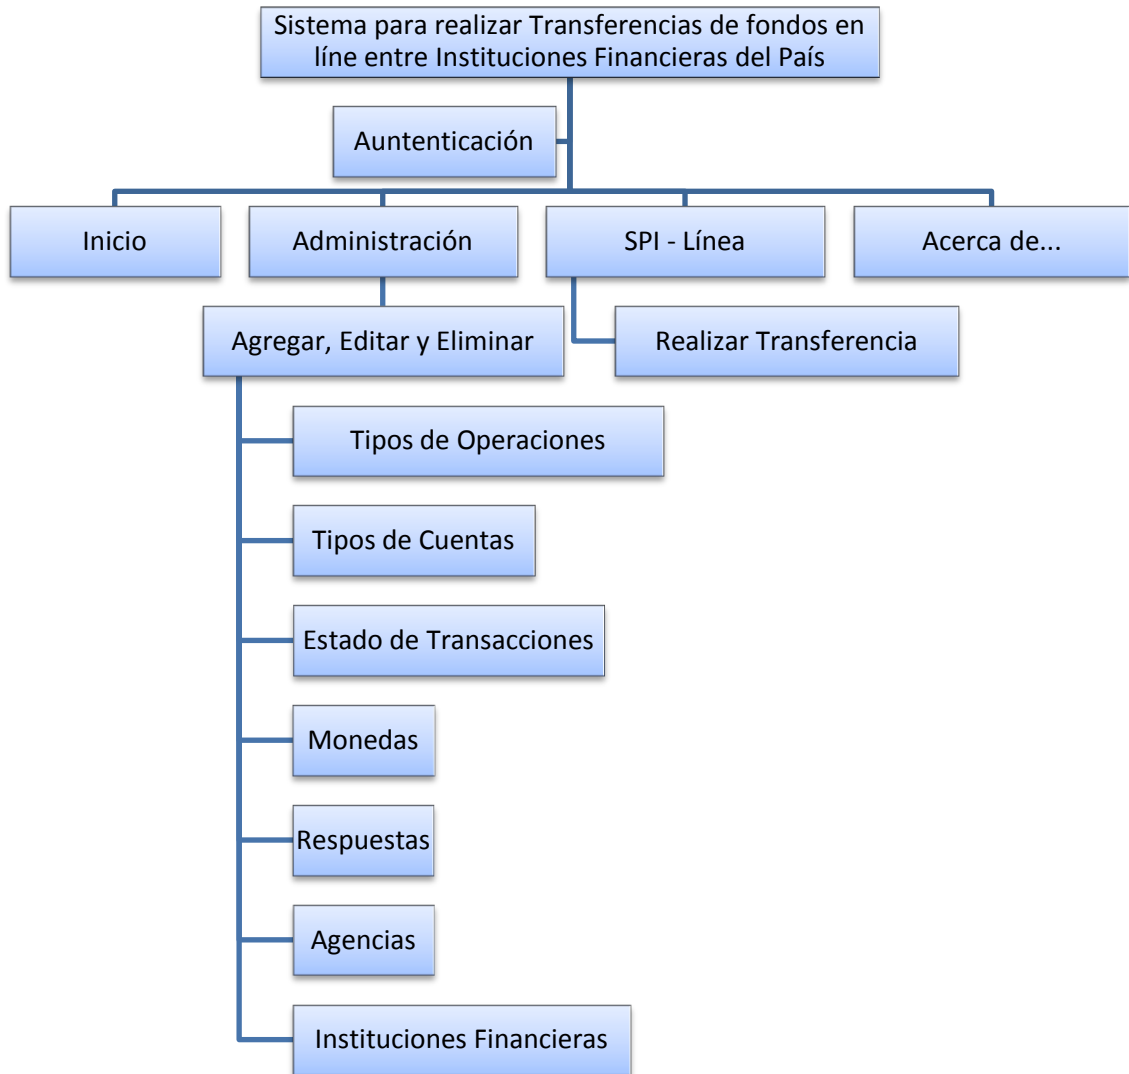 Sistema para realizar Transferencias de fondos en
líne entre Instituciones Financieras del País
Auntenticación
Inicio
Administración
SPI - Línea
Acerca de...
Agregar, Editar y Eliminar
Realizar Transferencia
Tipos de Operaciones
Tipos de Cuentas
Estado de Transacciones
Monedas
Respuestas
Agencias
Instituciones Financieras